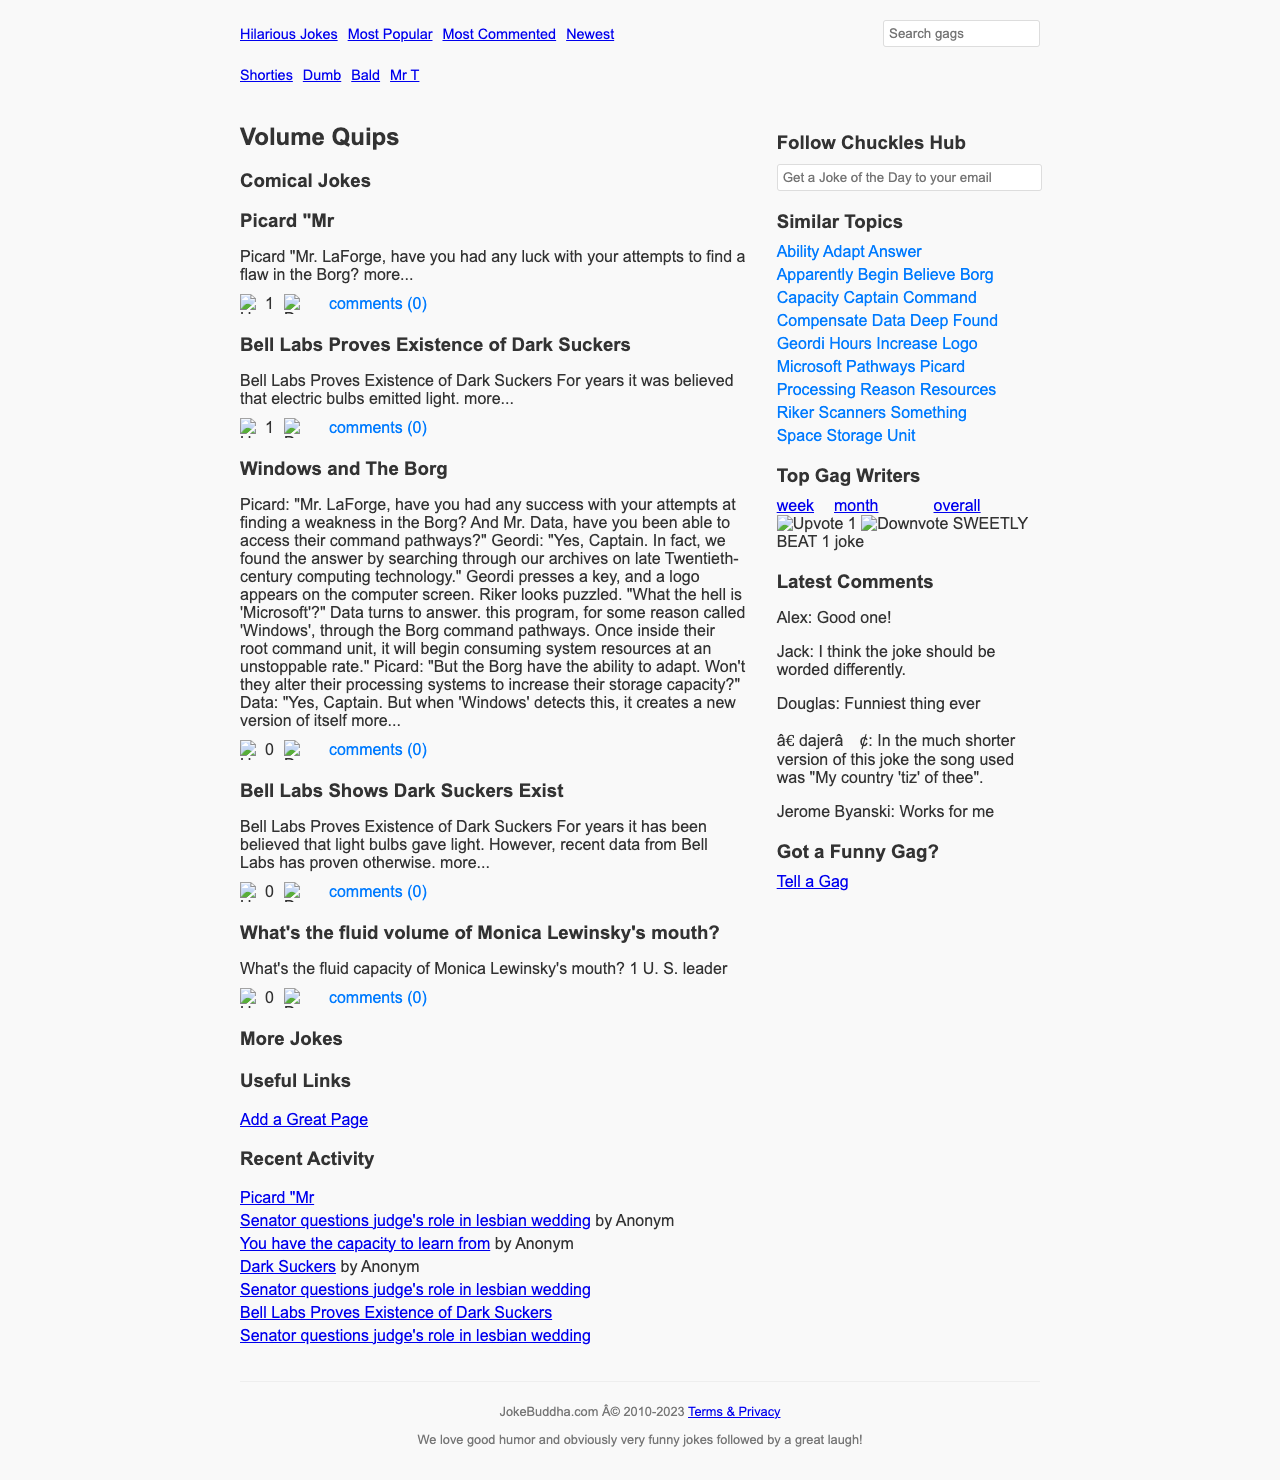 Hilarious Jokes Most Popular Most Commented Newest
Search gags
Shorties Dumb Bald Mr T
Volume Quips
Comical Jokes
Picard "Mr
Picard "Mr. LaForge, have you had any luck with your attempts to find a
flaw in the Borg? more...
1 comments (0)
Bell Labs Proves Existence of Dark Suckers
Bell Labs Proves Existence of Dark Suckers For years it was believed
that electric bulbs emitted light. more...
1 comments (0)
Windows and The Borg
Picard: "Mr. LaForge, have you had any success with your attempts at
finding a weakness in the Borg? And Mr. Data, have you been able to
access their command pathways?" Geordi: "Yes, Captain. In fact, we
found the answer by searching through our archives on late Twentieth-
century computing technology." Geordi presses a key, and a logo
appears on the computer screen. Riker looks puzzled. "What the hell is
'Microsoft'?" Data turns to answer. this program, for some reason called
'Windows', through the Borg command pathways. Once inside their
root command unit, it will begin consuming system resources at an
unstoppable rate." Picard: "But the Borg have the ability to adapt. Won't
they alter their processing systems to increase their storage capacity?"
Data: "Yes, Captain. But when 'Windows' detects this, it creates a new
version of itself more...
0 comments (0)
Bell Labs Shows Dark Suckers Exist
Bell Labs Proves Existence of Dark Suckers For years it has been
believed that light bulbs gave light. However, recent data from Bell
Labs has proven otherwise. more...
0 comments (0)
What's the fluid volume of Monica Lewinsky's mouth?
What's the fluid capacity of Monica Lewinsky's mouth? 1 U. S. leader
0 comments (0)
More Jokes
Useful Links
Add a Great Page
Recent Activity
Picard "Mr
Senator questions judge's role in lesbian wedding by Anonym
You have the capacity to learn from by Anonym
Dark Suckers by Anonym
Senator questions judge's role in lesbian wedding
Bell Labs Proves Existence of Dark Suckers
Senator questions judge's role in lesbian wedding
Follow Chuckles Hub
Get a Joke of the Day to your email
Similar Topics
Ability Adapt Answer
Apparently Begin Believe Borg
Capacity Captain Command
Compensate Data Deep Found
Geordi Hours Increase Logo
Microsoft Pathways Picard
Processing Reason Resources
Riker Scanners Something
Space Storage Unit
Top Gag Writers
week month overall
Upvote 1 Downvote SWEETLY
BEAT 1 joke
Latest Comments
Alex: Good one!
Jack: I think the joke should be
worded differently.
Douglas: Funniest thing ever
â€ dajerâ ¢: In the much shorter
version of this joke the song used
was "My country 'tiz' of thee".
Jerome Byanski: Works for me
Got a Funny Gag?
Tell a Gag
JokeBuddha.com Â© 2010-2023 Terms & Privacy
We love good humor and obviously very funny jokes followed by a great laugh!